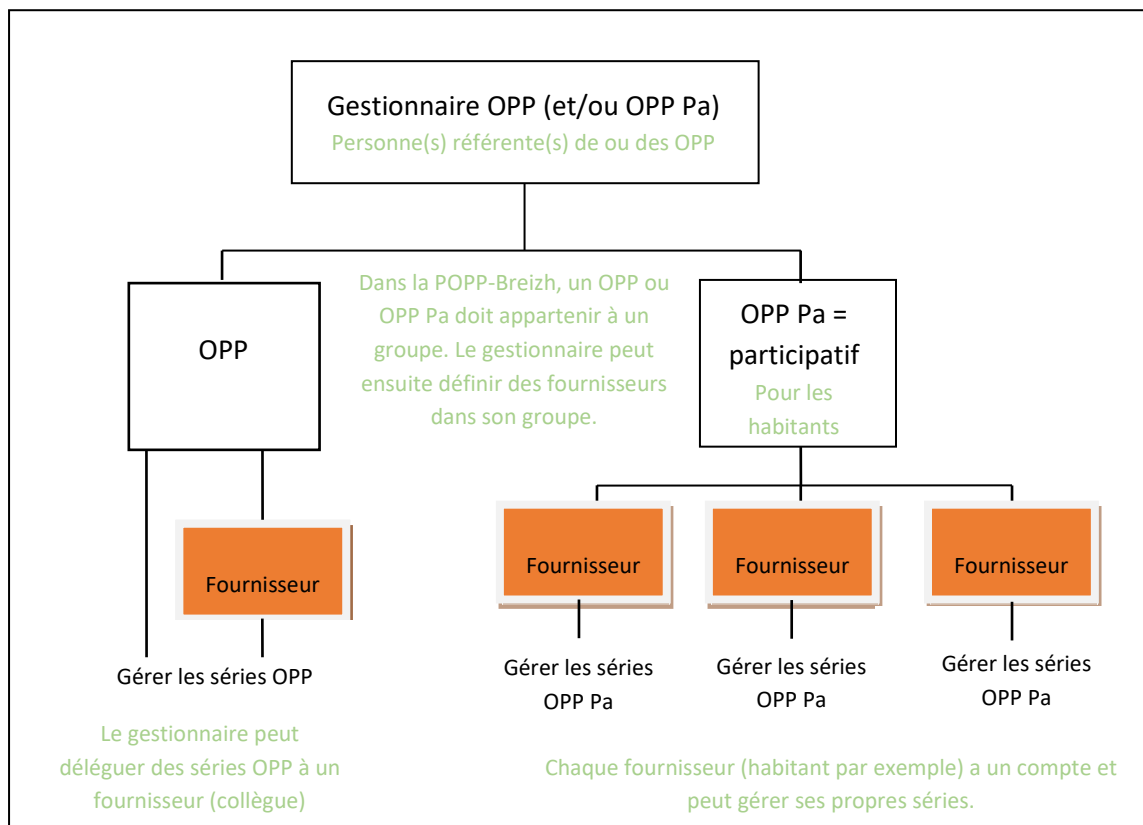 Gestionnaire OPP (et/ou OPP Pa)
Personne(s) référente(s) de ou des OPP
OPP
Dans la POPP-Breizh, un OPP ou
OPP Pa doit appartenir à un
groupe. Le gestionnaire peut
ensuite définir des fournisseurs
dans son groupe.
OPP Pa =
participatif
Pour les
habitants
Fournisseur
Fournisseur
Fournisseur
Fournisseur
Gérer les séries OPP
Gérer les séries
OPP Pa
Gérer les séries
OPP Pa
Gérer les séries
OPP Pa
Le gestionnaire peut
déléguer des séries OPP à un
fournisseur (collègue)
Chaque fournisseur (habitant par exemple) a un compte et
peut gérer ses propres séries.